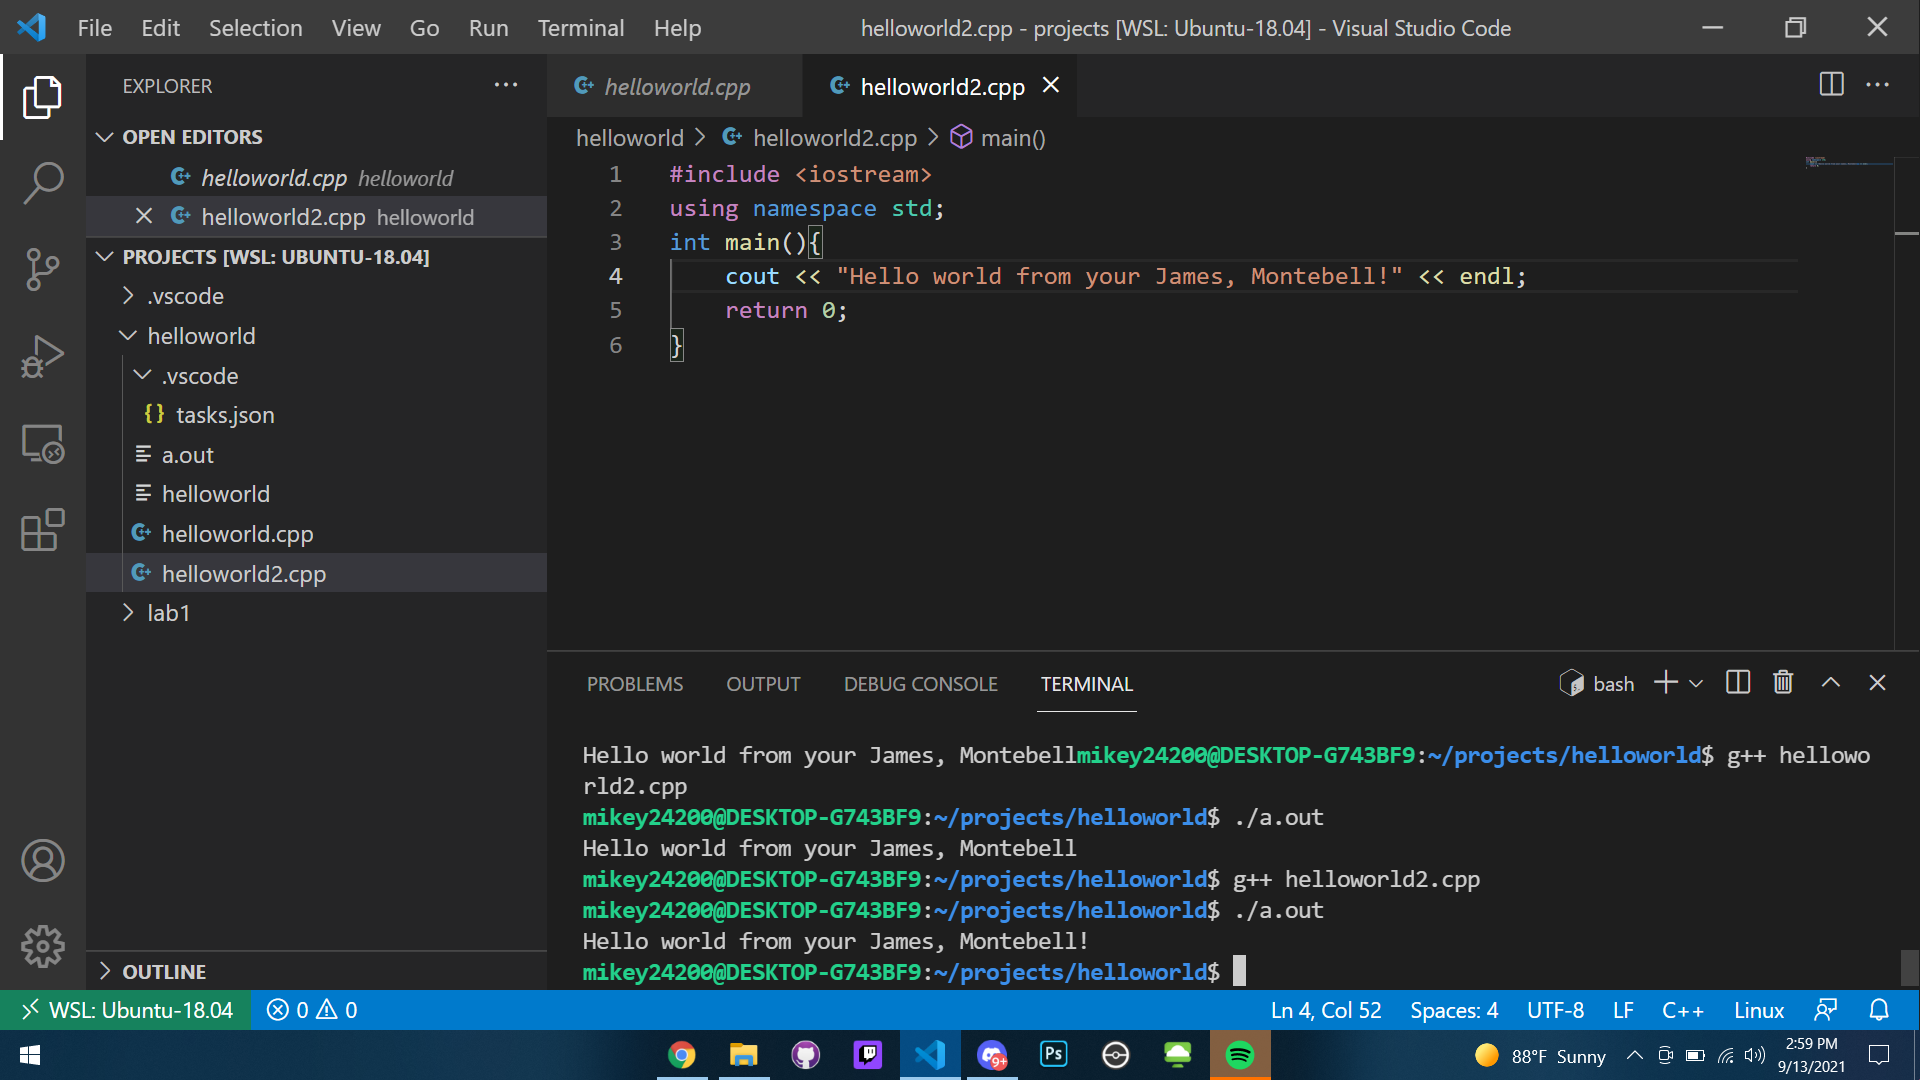 File Edit Selection View Go Run Terminal Help helloworld2.cpp - projects [WSL: Ubuntu-18.04] - Visual Studio Code
EXPLORER ···
OPEN EDITORS
helloworld.cpp helloworld
helloworld2.cpp helloworld
PROJECTS [WSL: UBUNTU-18.04]
.vscode
helloworld
.vscode
{} tasks.json
a.out
helloworld
helloworld.cpp
helloworld2.cpp
lab1
OUTLINE
helloworld.cpp helloworld2.cpp
helloworld > helloworld2.cpp > main()
1 #include <iostream>
2 using namespace std;
3 int main(){
4 cout << "Hello world from your James, Montebell!" << endl;
5 return 0;
6 }
PROBLEMS OUTPUT DEBUG CONSOLE TERMINAL bash
Hello world from your James, Montebellmikey24200@DESKTOP-G743BF9:~/projects/helloworld$ g++ hellowo
rld2.cpp
mikey24200@DESKTOP-G743BF9:~/projects/helloworld$ ./a.out
Hello world from your James, Montebell
mikey24200@DESKTOP-G743BF9:~/projects/helloworld$ g++ helloworld2.cpp
mikey24200@DESKTOP-G743BF9:~/projects/helloworld$ ./a.out
Hello world from your James, Montebell!
mikey24200@DESKTOP-G743BF9:~/projects/helloworld$
WSL: Ubuntu-18.04 0 0 Ln 4, Col 52 Spaces: 4 UTF-8 LF C++ Linux
9+ Ps 88°F Sunny 2:59 PM
9/13/2021